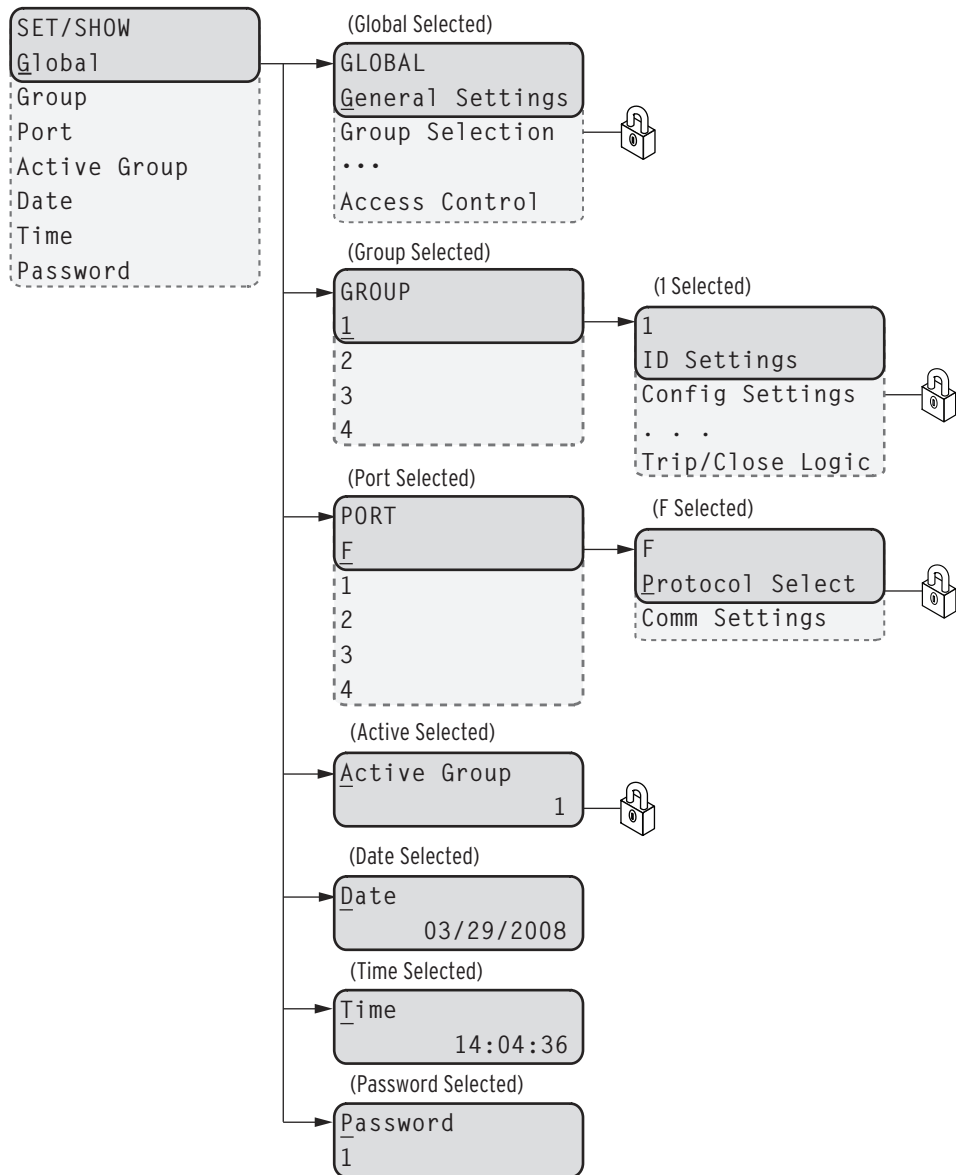 SET/SHOW
Global
Group
Port
Active Group
Date
Time
Password
(Global Selected)
GLOBAL
General Settings
Group Selection
...
Access Control
(Group Selected)
GROUP
1
2
3
4
(1 Selected)
1
ID Settings
Config Settings
. . .
Trip/Close Logic
(Port Selected)
PORT
F
1
2
3
4
(F Selected)
F
Protocol Select
Comm Settings
(Active Selected)
Active Group
1
(Date Selected)
Date
03/29/2008
(Time Selected)
Time
14:04:36
(Password Selected)
Password
1